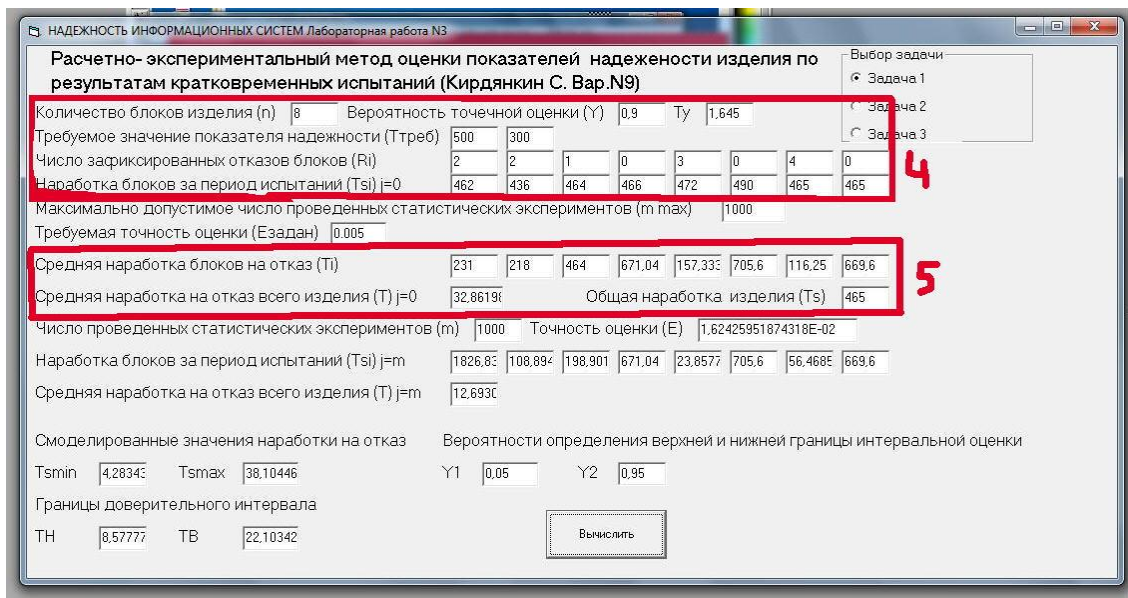 НАДЕЖНОСТЬ ИНФОРМАЦИОННЫХ СИСТЕМ Лабораторная работа N3
Расчетно- экспериментальный метод оценки показателей надежености изделия по
результатам кратковременных испытаний (Кирдянкин С. Вар.N9)
Выбор задачи
Задача 1
Задача 2
Задача 3
Количество блоков изделия (n) 8 Вероятность точечной оценки (Y) 0,9 Ty 1,645
Требуемое значение показателя надежности (Ттреб) 500 300
Число зафиксированных отказов блоков (Ri) 2 2 1 0 3 0 4 0
Наработка блоков за период испытаний (Tsi) j=0 462 436 464 466 472 490 465 465
4
Максимально допустимое число проведенных статистических экспериментов (m max) 1000
Требуемая точность оценки (Eзадан) 0.005
Средняя наработка блоков на отказ (Ti) 231 218 464 671,04 157,333 705,6 116,25 669,6
Средняя наработка на отказ всего изделия (T) j=0 32,86198 Общая наработка изделия (Ts) 465
5
Число проведенных статистических экспериментов (m) 1000 Точность оценки (E) 1,62425951874318E-02
Наработка блоков за период испытаний (Tsi) j=m 1826,83 108,894 198,901 671,04 23,8577 705,6 56,4685 669,6
Средняя наработка на отказ всего изделия (T) j=m 12,6930
Смоделированные значения наработки на отказ Вероятности определения верхней и нижней границы интервальной оценки
Tsmin 4,28343 Tsmax 38,10446 Y1 0,05 Y2 0,95
Границы доверительного интервала
TH 8,57777 TB 22,10342
Вычислить